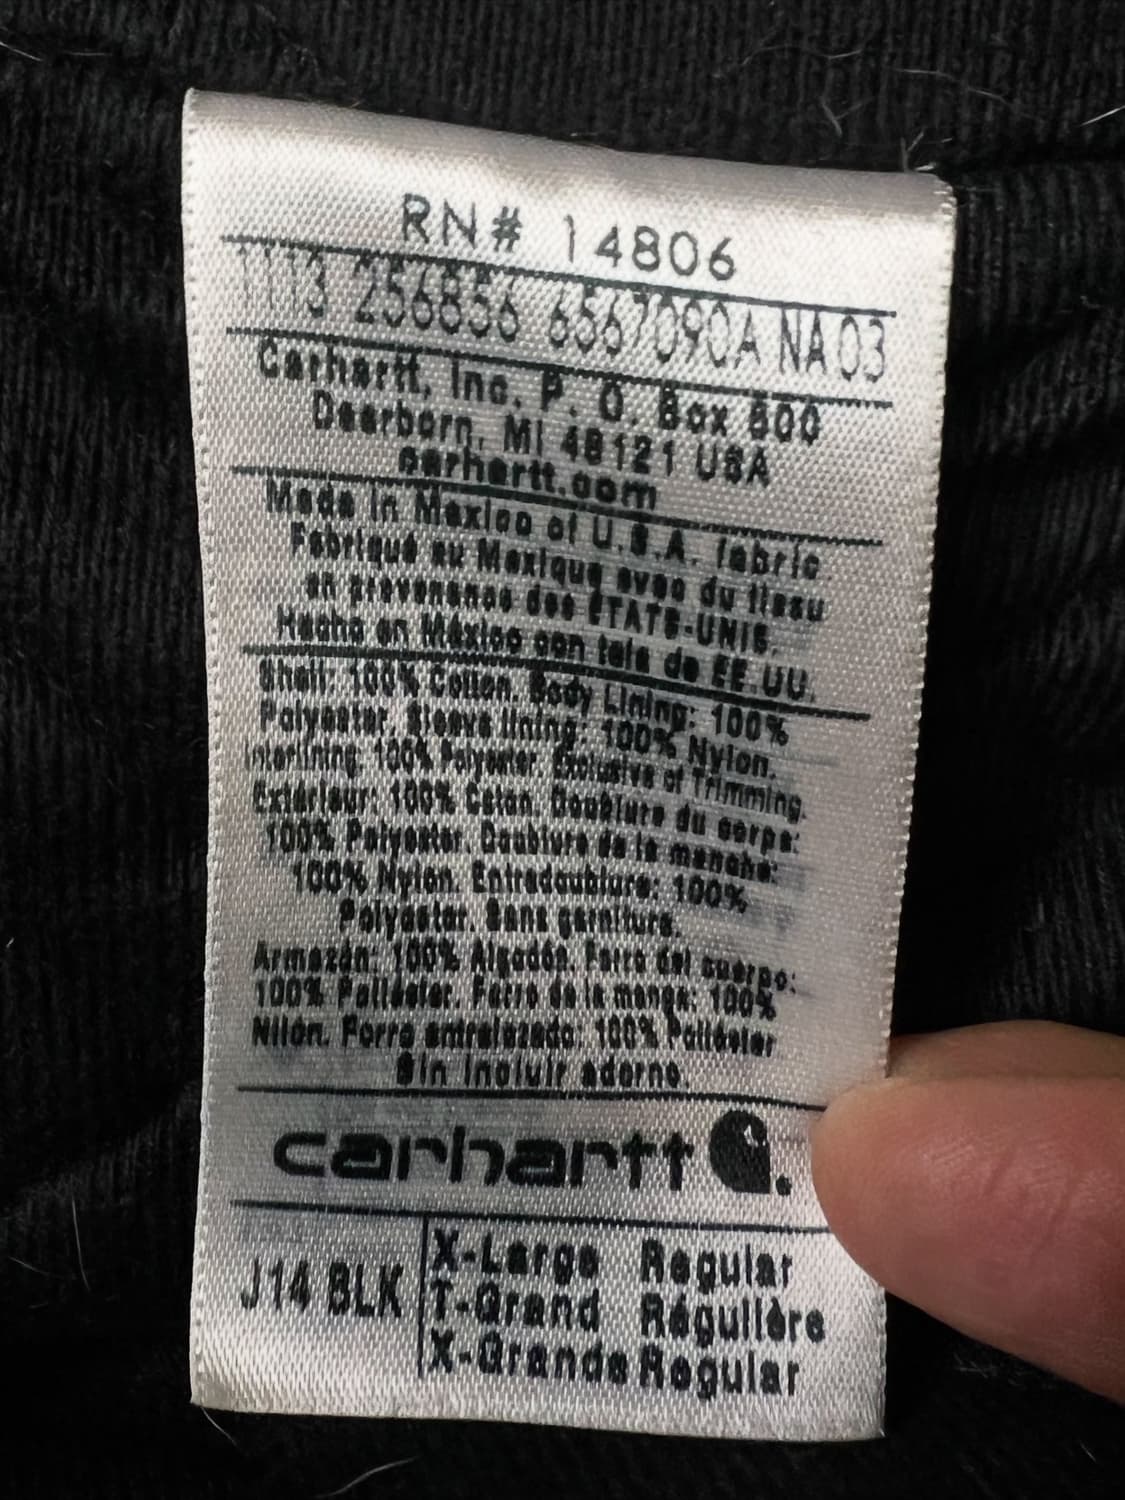 RN# 14806
1113 256856 6567090A NA03
Carhartt, Inc. P. O. Box 600
Dearborn, MI 48121 USA
carhartt.com
Made in Mexico of U.S.A. fabric
Fabriqué au Mexique avec du tissu
en provenance des ÉTATS-UNIS.
Hecho en México con tela de EE.UU.
Shell: 100% Cotton. Body Lining: 100%
Polyester. Sleeve lining: 100% Nylon.
Interlining: 100% Polyester. Exclusive of Trimming.
Extérieur: 100% Coton. Doublure du corps:
100% Polyester. Doublure de la manche:
100% Nylon. Entredoublure: 100%
Polyester. Sans garniture.
Armazón: 100% Algodón. Forro del cuerpo:
100% Poliéster. Forro de la manga: 100%
Nilón. Forro entrelazado: 100% Poliéster
Sin incluir adorno.
carhartt
J14 BLK
X-Large Regular
T-Grand Régulière
X-Grande Regular